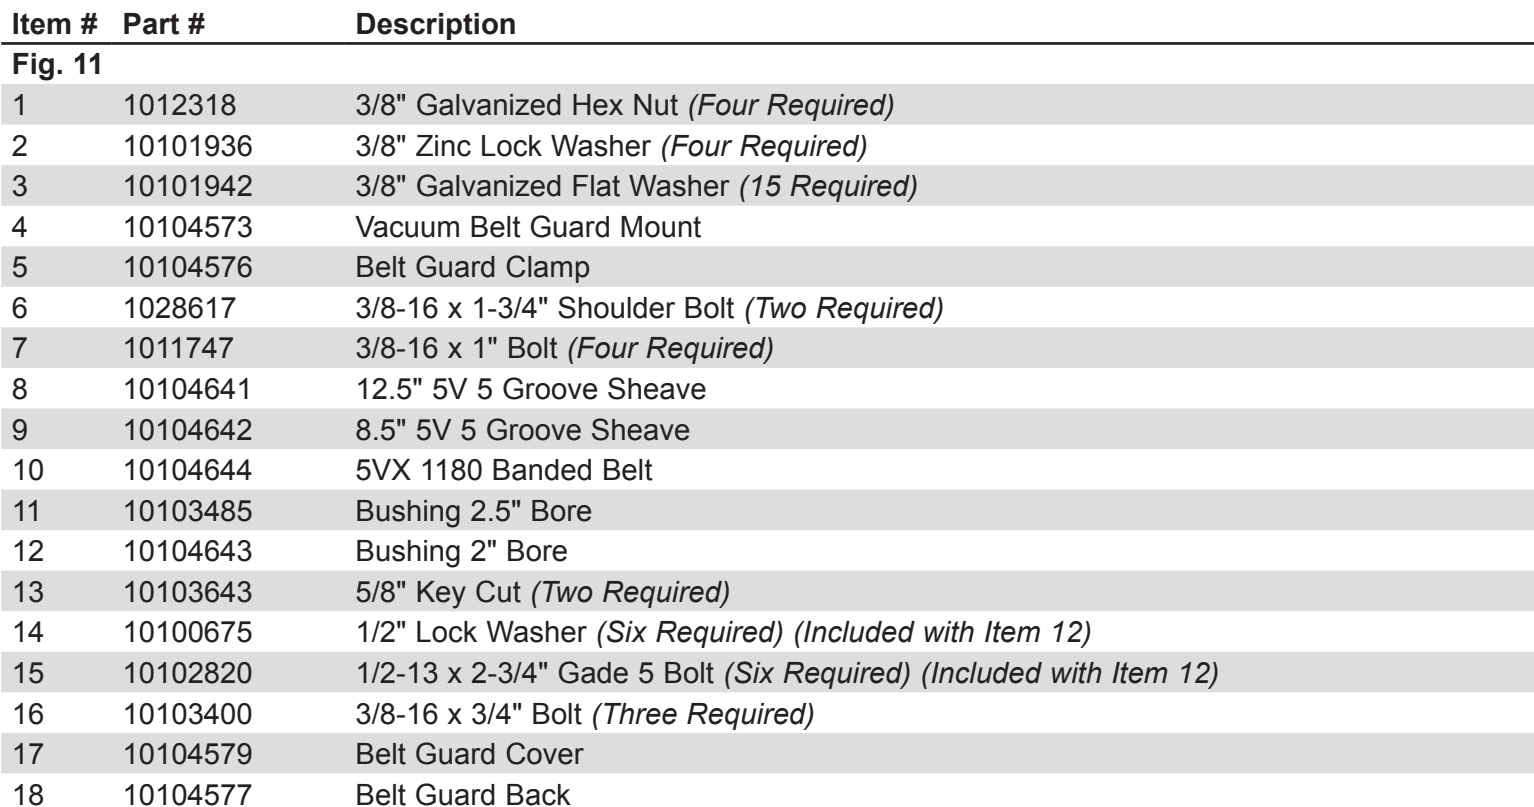 Item # Part # Description
Fig. 11
1 1012318 3/8" Galvanized Hex Nut (Four Required)
2 10101936 3/8" Zinc Lock Washer (Four Required)
3 10101942 3/8" Galvanized Flat Washer (15 Required)
4 10104573 Vacuum Belt Guard Mount
5 10104576 Belt Guard Clamp
6 1028617 3/8-16 x 1-3/4" Shoulder Bolt (Two Required)
7 1011747 3/8-16 x 1" Bolt (Four Required)
8 10104641 12.5" 5V 5 Groove Sheave
9 10104642 8.5" 5V 5 Groove Sheave
10 10104644 5VX 1180 Banded Belt
11 10103485 Bushing 2.5" Bore
12 10104643 Bushing 2" Bore
13 10103643 5/8" Key Cut (Two Required)
14 10100675 1/2" Lock Washer (Six Required) (Included with Item 12)
15 10102820 1/2-13 x 2-3/4" Gade 5 Bolt (Six Required) (Included with Item 12)
16 10103400 3/8-16 x 3/4" Bolt (Three Required)
17 10104579 Belt Guard Cover
18 10104577 Belt Guard Back